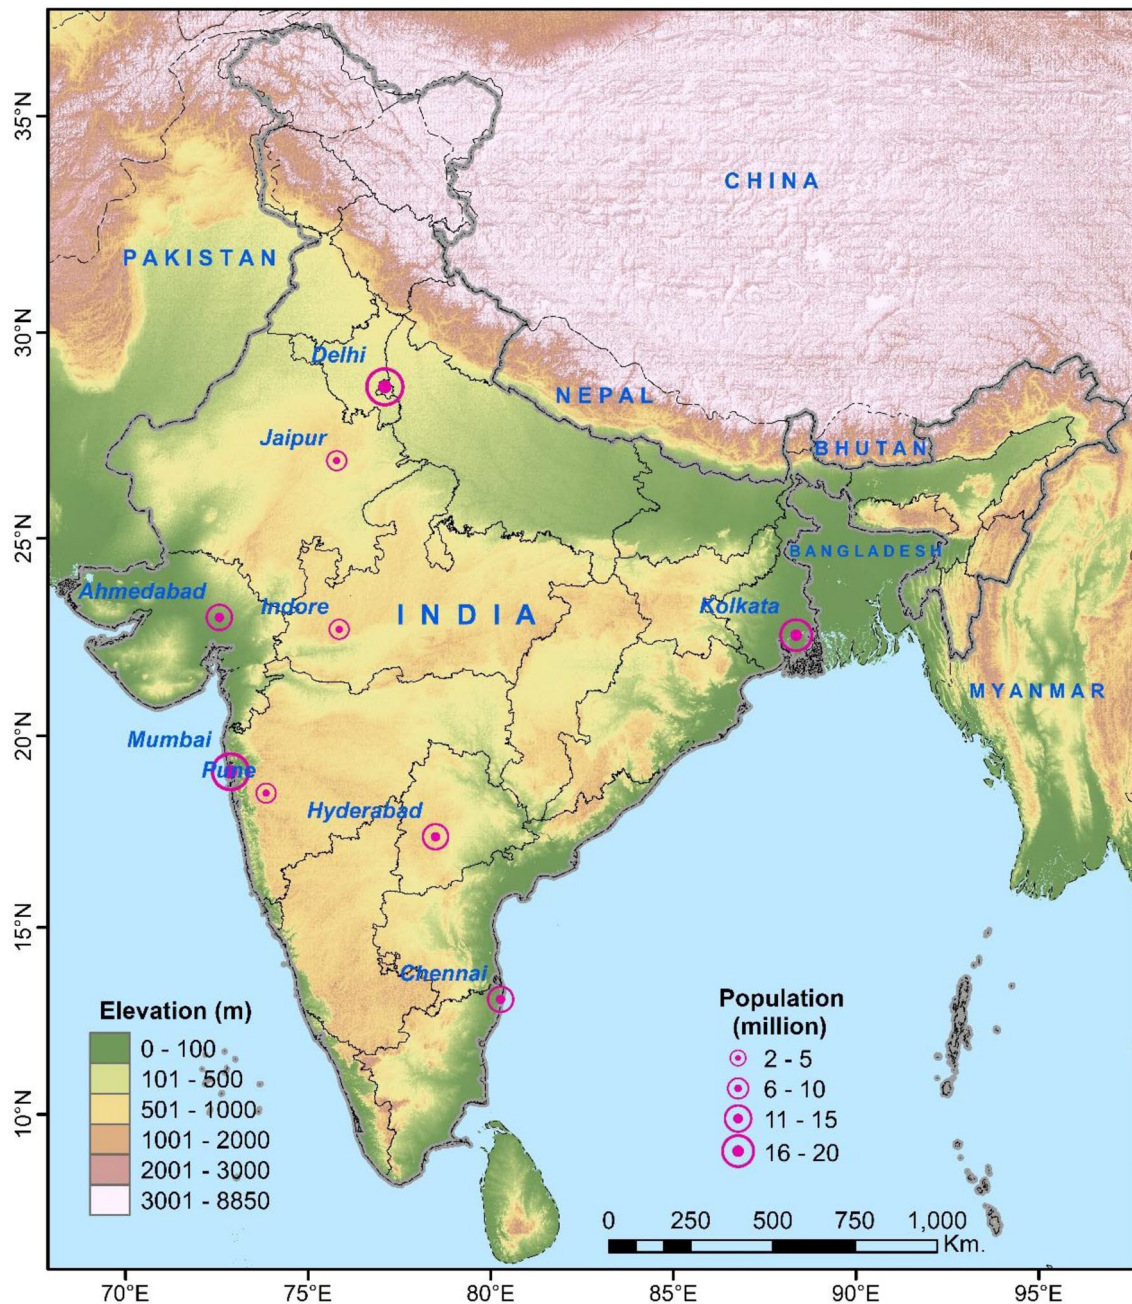 35°N
30°N
25°N
20°N
15°N
10°N
CHINA
PAKISTAN
Delhi
NEPAL
Jaipur
BHUTAN
BANGLADESH
Ahmedabad
Indore
INDIA
Kolkata
MYANMAR
Mumbai
Pune
Hyderabad
Chennai
Elevation (m)
0 - 100
101 - 500
501 - 1000
1001 - 2000
2001 - 3000
3001 - 8850
Population
(million)
2 - 5
6 - 10
11 - 15
16 - 20
0 250 500 750 1,000
Km.
70°E 75°E 80°E 85°E 90°E 95°E